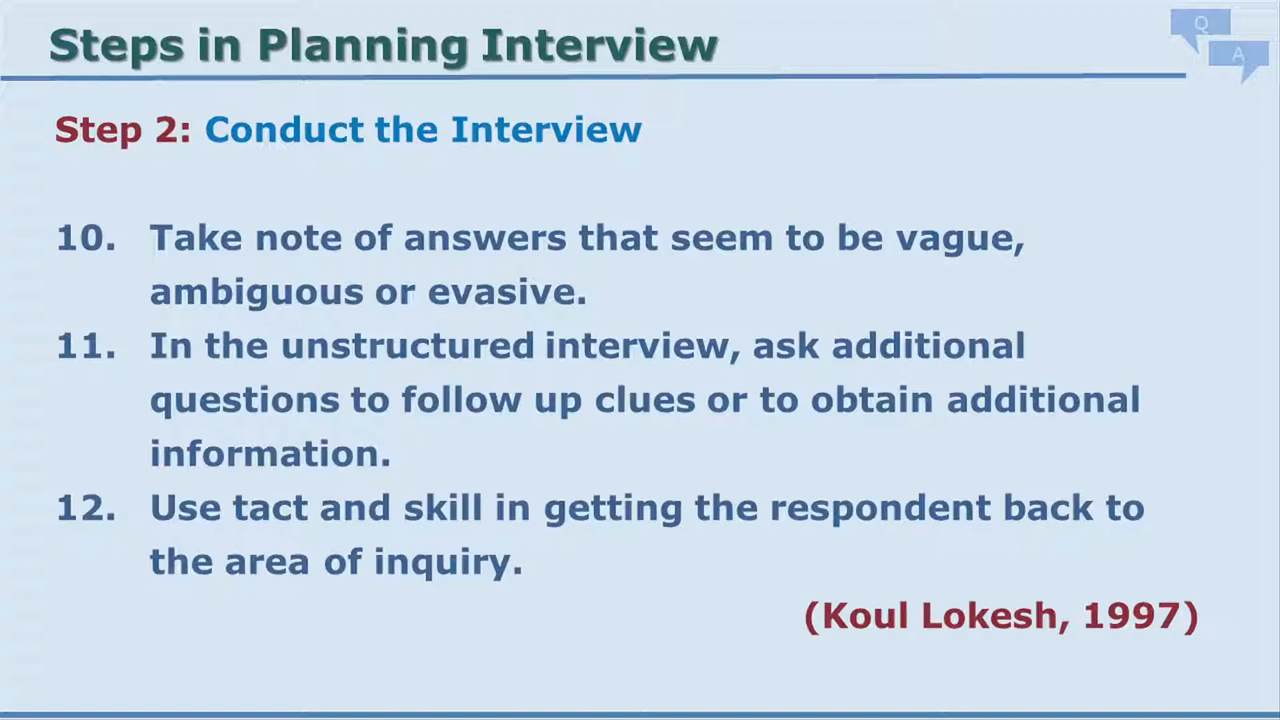 Steps in Planning Interview
Q
A
Step 2: Conduct the Interview
10. Take note of answers that seem to be vague,
ambiguous or evasive.
11. In the unstructured interview, ask additional
questions to follow up clues or to obtain additional
information.
12. Use tact and skill in getting the respondent back to
the area of inquiry.
(Koul Lokesh, 1997)